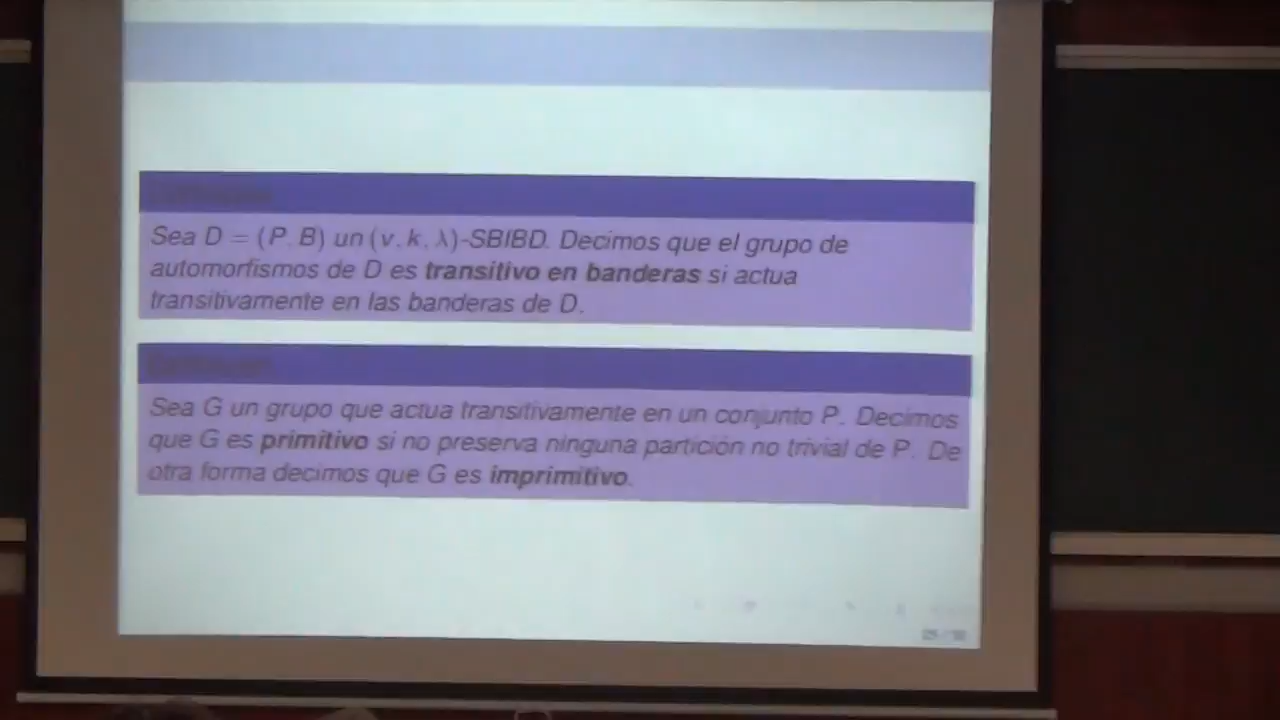 Sea D = (P, B) un (v, k, λ)-SBIBD. Decimos que el grupo de
automorfismos de D es transitivo en banderas si actua
transitivamente en las banderas de D.
Sea G un grupo que actua transitivamente en un conjunto P. Decimos
que G es primitivo si no preserva ninguna partición no trivial de P. De
otra forma decimos que G es imprimitivo.